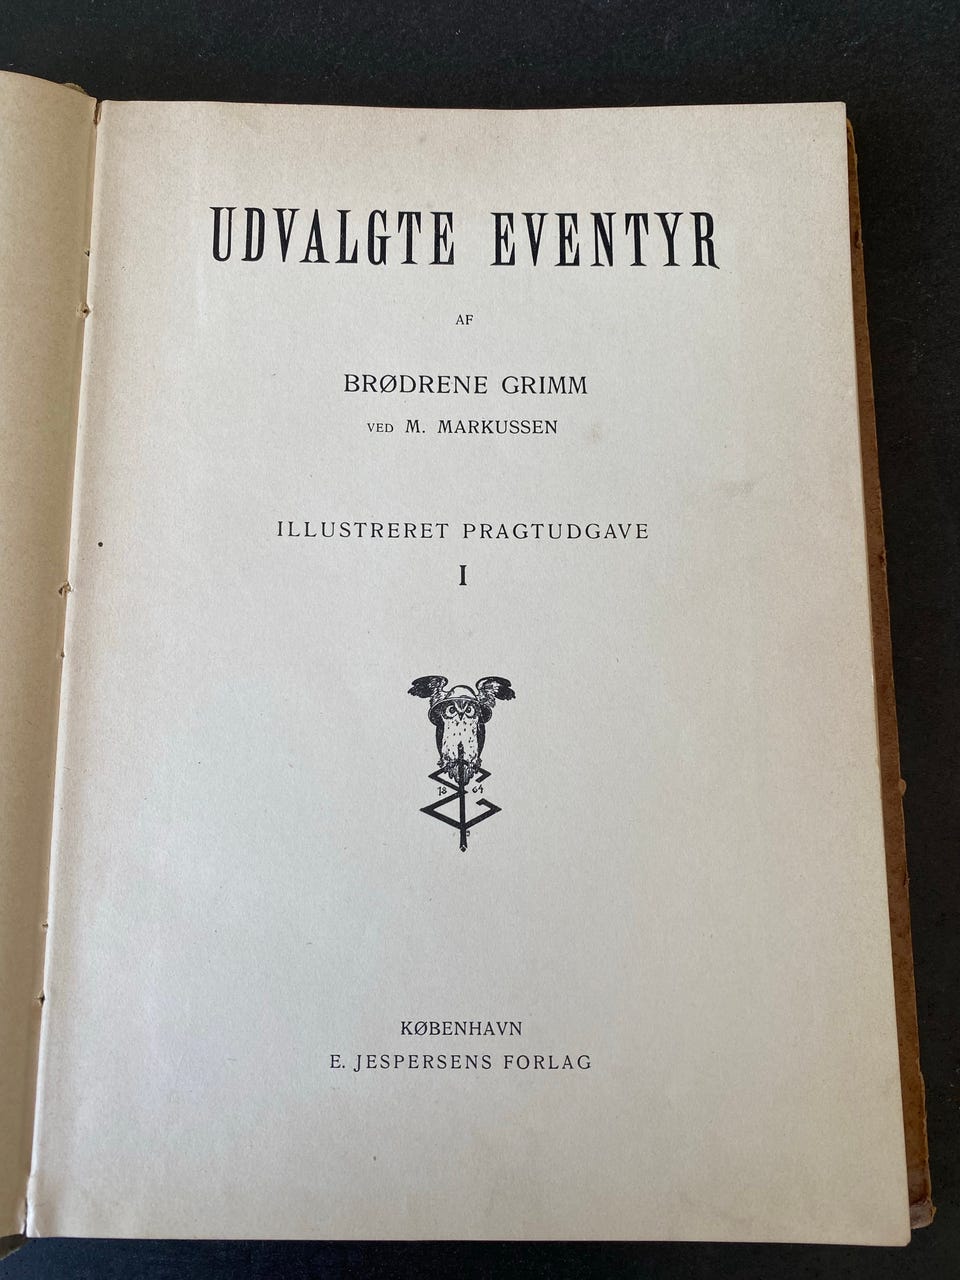 UDVALGTE EVENTYR
AF
BRØDRENE GRIMM
VED M. MARKUSSEN
ILLUSTRERET PRAGTUDGAVE
I
18 64
KØBENHAVN
E. JESPERSENS FORLAG